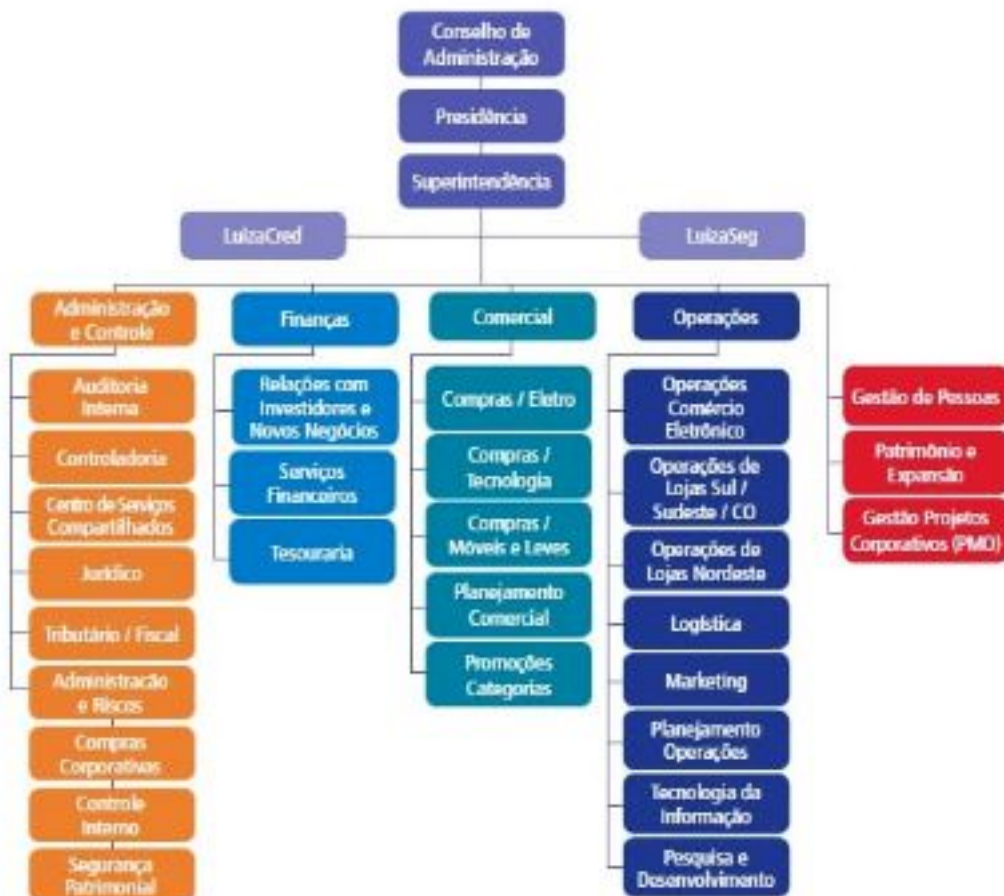 Conselho de
Administração
Presidência
Superintendência
LuizaCred
LuizaSeg
Administração
e Controle
Auditoria
Interna
Controladoria
Centro de Serviços
Compartilhados
Jurídico
Tributário / Fiscal
Administracão
e Riscos
Compras
Corporativas
Controle
Interno
Segurança
Patrimonial
Finanças
Relações com
Investidores e
Novos Negócios
Serviços
Financeiros
Tesouraria
Comercial
Compras / Eletro
Compras /
Tecnologia
Compras /
Móveis e Leves
Planejamento
Comercial
Promoções
Categorias
Operações
Operações
Comércio
Eletrônico
Operações de
Lojas Sul /
Sudeste / CO
Operações de
Lojas Nordeste
Logística
Marketing
Planejamento
Operações
Tecnologia da
Informação
Pesquisa e
Desenvolvimento
Gestão de Pessoas
Patrimônio e
Expansão
Gestão Projetos
Corporativos (PMO)